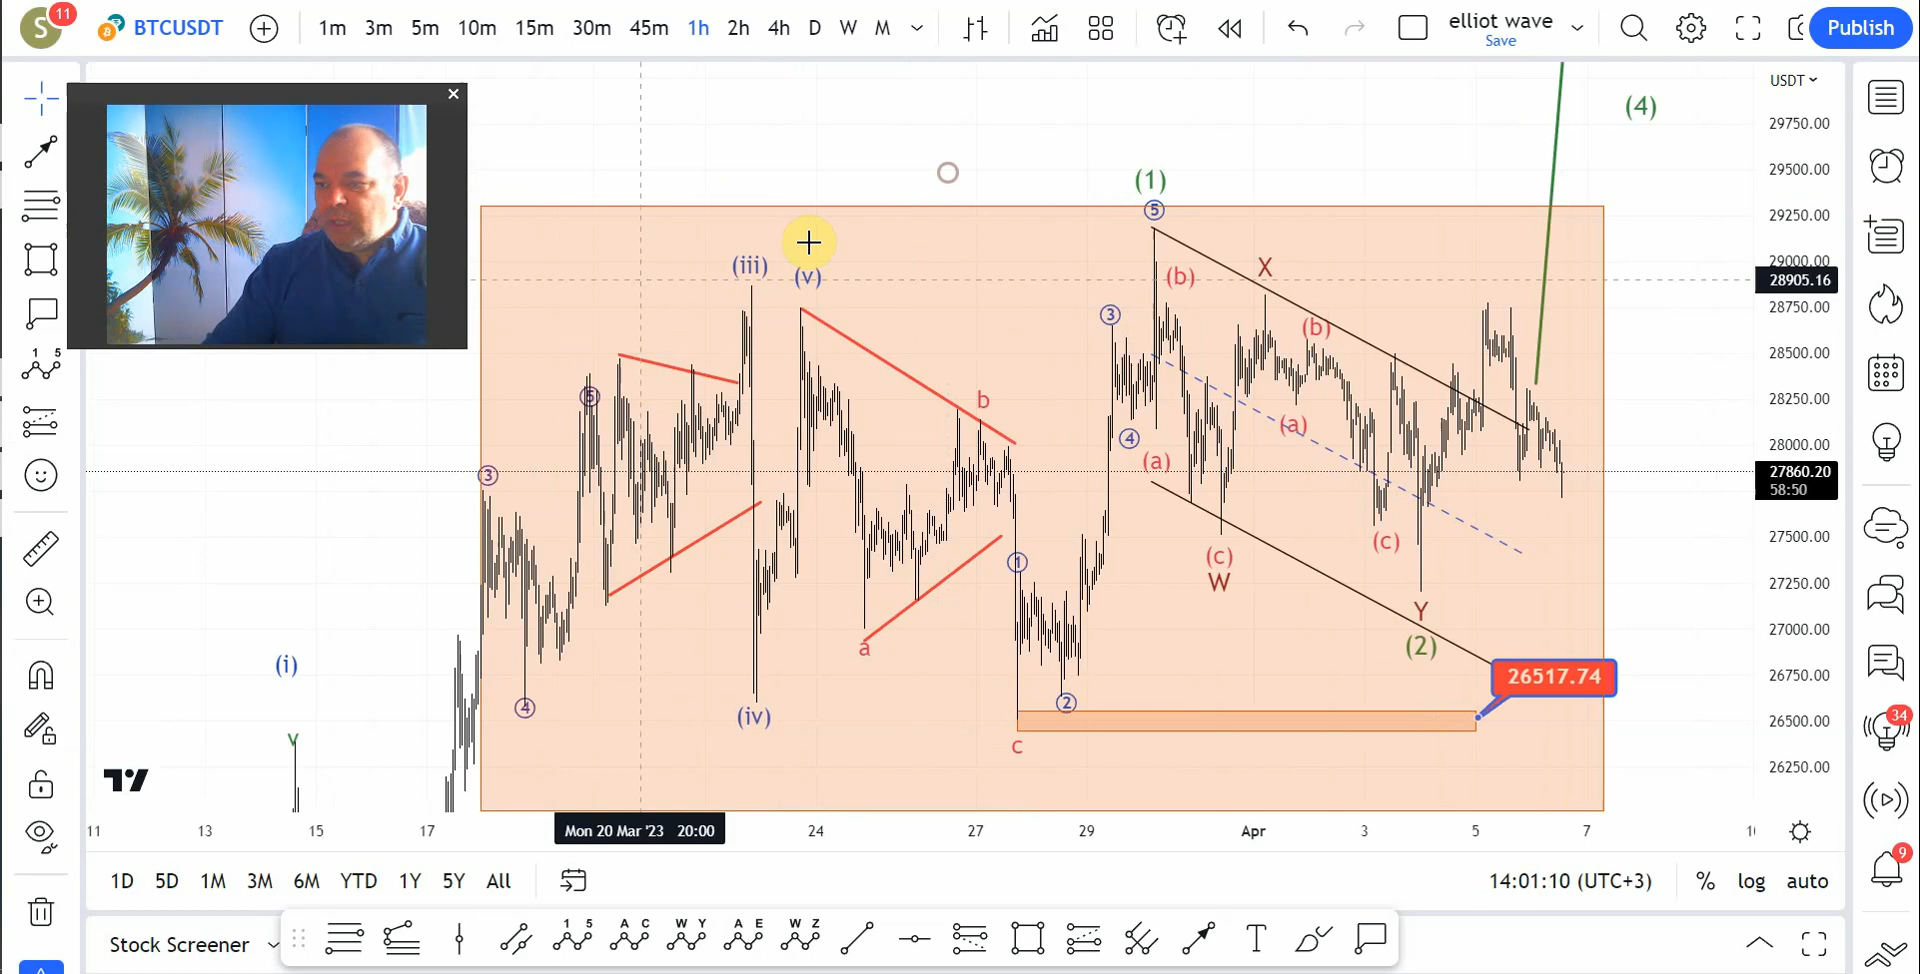 S 11 BTCUSDT 1m 3m 5m 10m 15m 30m 45m 1h 2h 4h D W M elliot wave Publish
Save
USDT
(4)
29750.00
(1)
29500.00
5
29250.00
(iii) (v) (b) X 29000.00
28905.16
3 28750.00
(b)
28500.00
5 b 28250.00
4 (a) 28000.00
3 (a) 27860.20
58:50
(c) 27500.00
1 (c)
W 27250.00
Y
a (2) 27000.00
(i) 26517.74 26750.00
4 (iv) 2 26500.00
v c
26250.00
11 13 15 17 Mon 20 Mar '23 20:00 24 27 29 Apr 3 5 7
1D 5D 1M 3M 6M YTD 1Y 5Y All 14:01:10 (UTC+3) % log auto
Stock Screener
1 5 A C W Y A E W Z T
1 5
34
9